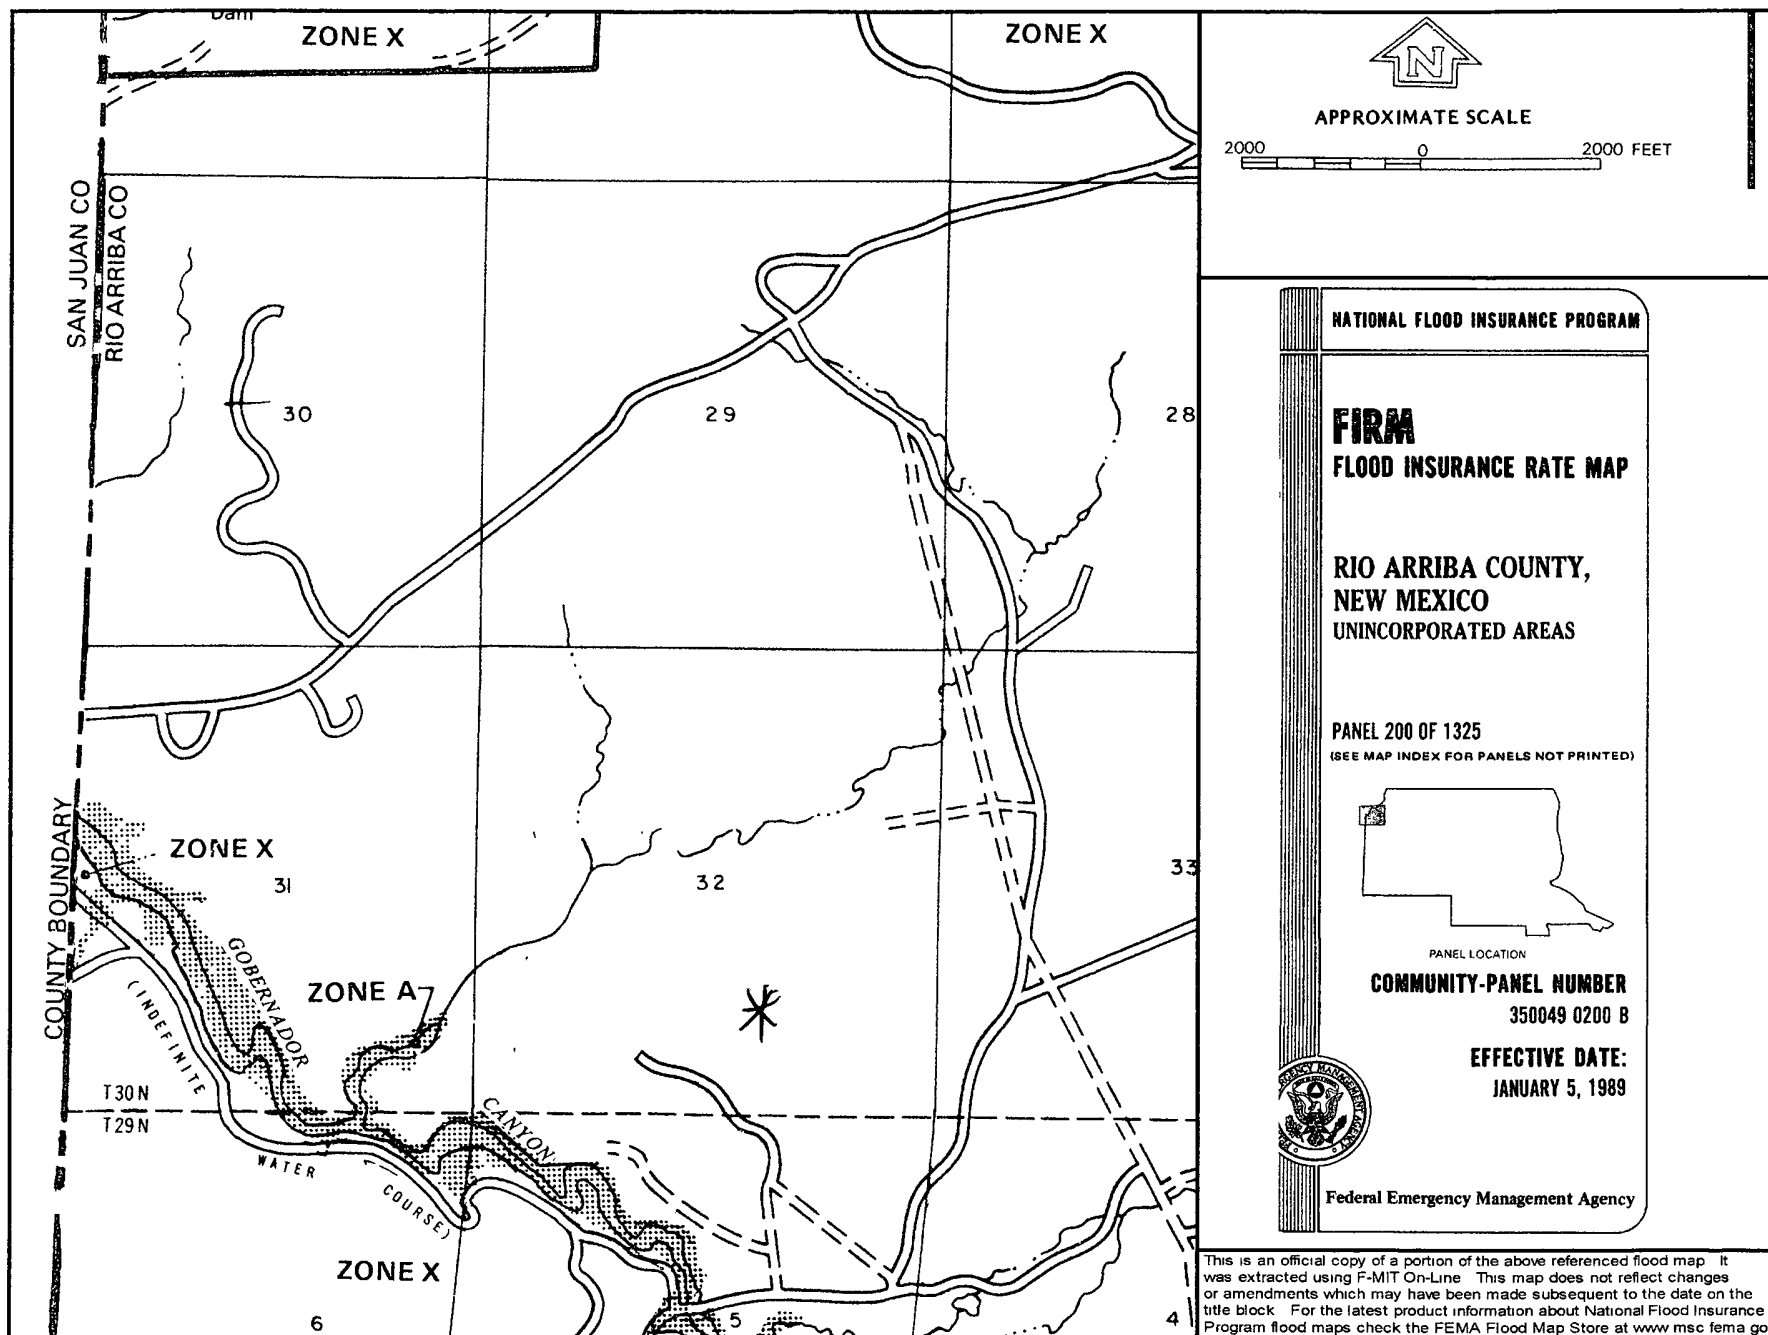 Dam
ZONE X
ZONE X
SAN JUAN CO
RIO ARRIBA CO
30
29
28
ZONE X
31
32
33
COUNTY BOUNDARY
GOBERNADOR
ZONE A
(INDEFINITE
T30N
T29N
CANYON
WATER
COURSE)
ZONE X
6
5
4
N
APPROXIMATE SCALE
2000 0 2000 FEET
NATIONAL FLOOD INSURANCE PROGRAM
FIRM
FLOOD INSURANCE RATE MAP
RIO ARRIBA COUNTY,
NEW MEXICO
UNINCORPORATED AREAS
PANEL 200 OF 1325
(SEE MAP INDEX FOR PANELS NOT PRINTED)
PANEL LOCATION
COMMUNITY-PANEL NUMBER
350049 0200 B
EFFECTIVE DATE:
JANUARY 5, 1989
Federal Emergency Management Agency
This is an official copy of a portion of the above referenced flood map It
was extracted using F-MIT On-Line This map does not reflect changes
or amendments which may have been made subsequent to the date on the
title block For the latest product information about National Flood Insurance
Program flood maps check the FEMA Flood Map Store at www msc fema go